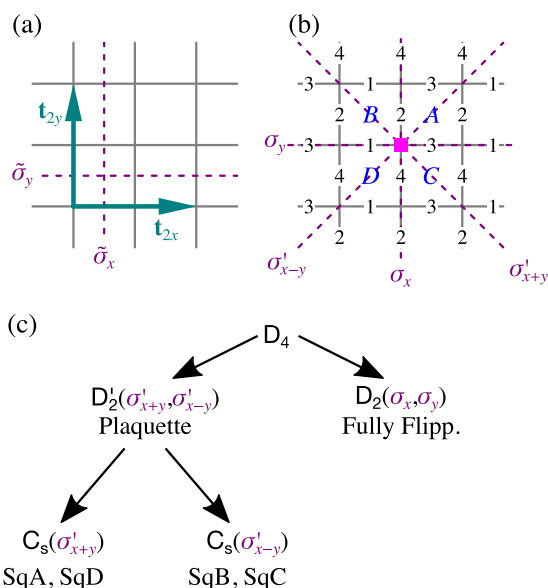 (a)
t₂y
σ̃y
t₂x
σ̃x
(b)
4 4 4
3 1 3 1
2 B 2 A 2
σy 3 1 3 1
4 D 4 C 4
3 1 3 1
2 2 2
σ'x−y σx σ'x+y
(c)
D₄
D'₂(σ'x+y,σ'x−y) D₂(σx,σy)
Plaquette Fully Flipp.
Cs(σ'x+y) Cs(σ'x−y)
SqA, SqD SqB, SqC